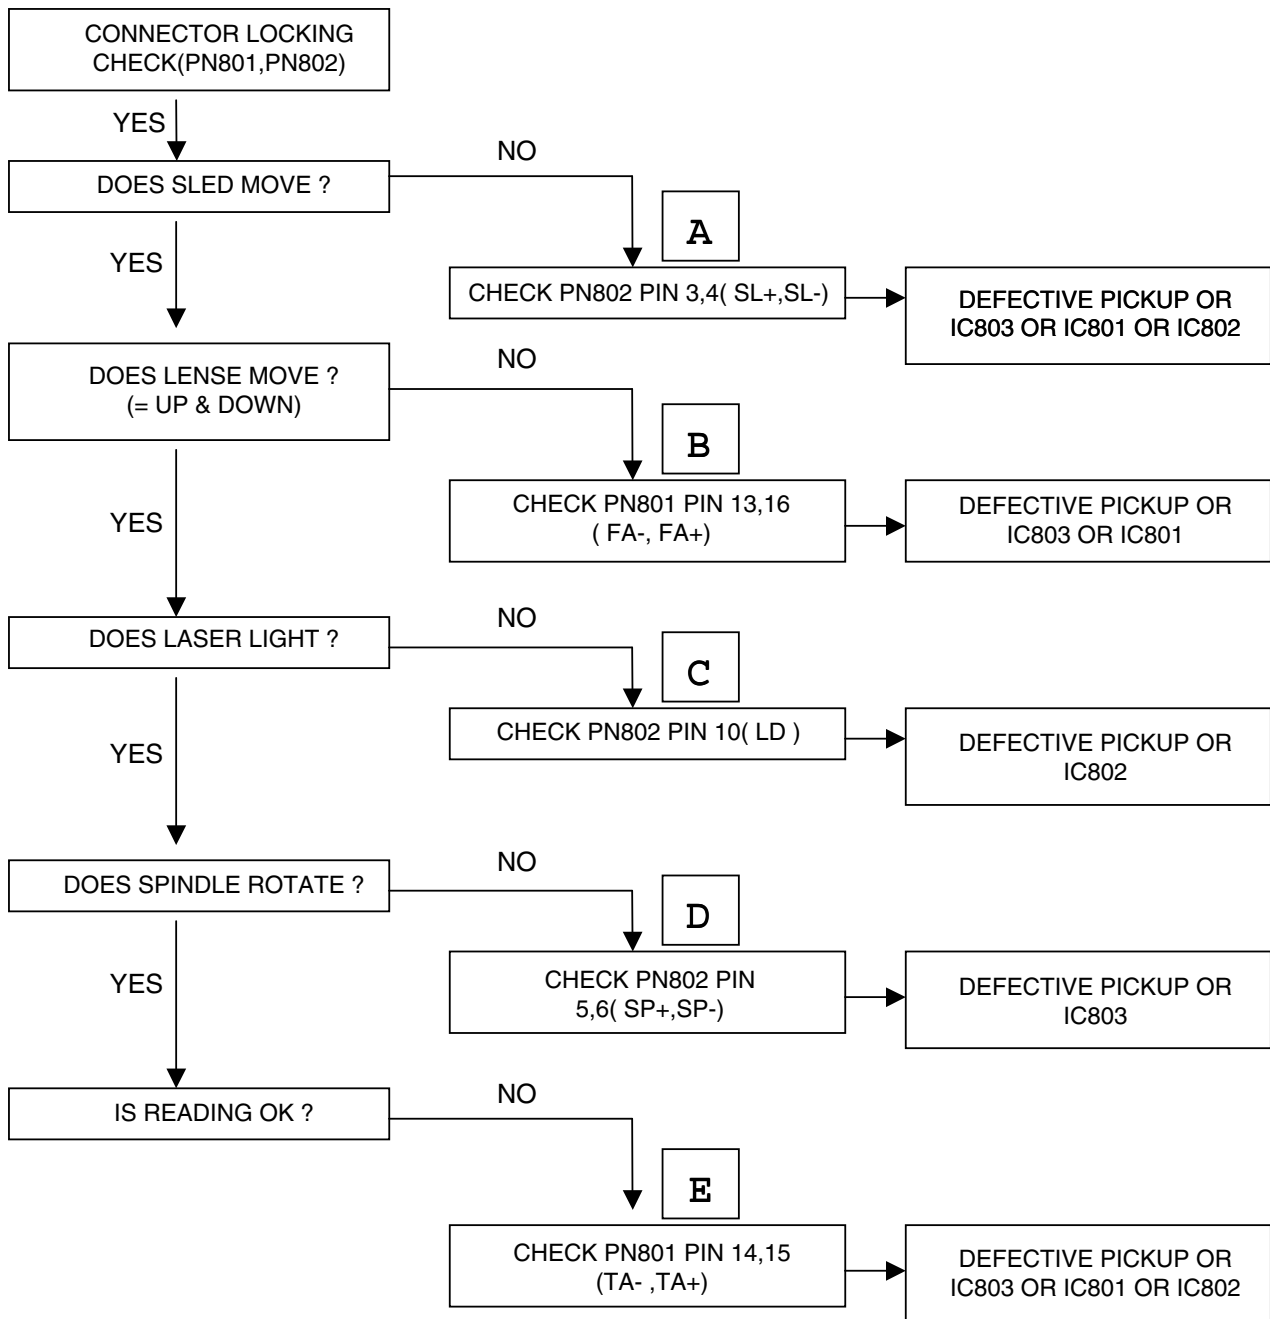 CONNECTOR LOCKING
CHECK(PN801,PN802)
YES
DOES SLED MOVE ?
NO
A
CHECK PN802 PIN 3,4( SL+,SL-)
DEFECTIVE PICKUP OR
IC803 OR IC801 OR IC802
YES
DOES LENSE MOVE ?
(= UP & DOWN)
NO
B
CHECK PN801 PIN 13,16
( FA-, FA+)
DEFECTIVE PICKUP OR
IC803 OR IC801
YES
DOES LASER LIGHT ?
NO
C
CHECK PN802 PIN 10( LD )
DEFECTIVE PICKUP OR
IC802
YES
DOES SPINDLE ROTATE ?
NO
D
CHECK PN802 PIN
5,6( SP+,SP-)
DEFECTIVE PICKUP OR
IC803
YES
IS READING OK ?
NO
E
CHECK PN801 PIN 14,15
(TA- ,TA+)
DEFECTIVE PICKUP OR
IC803 OR IC801 OR IC802